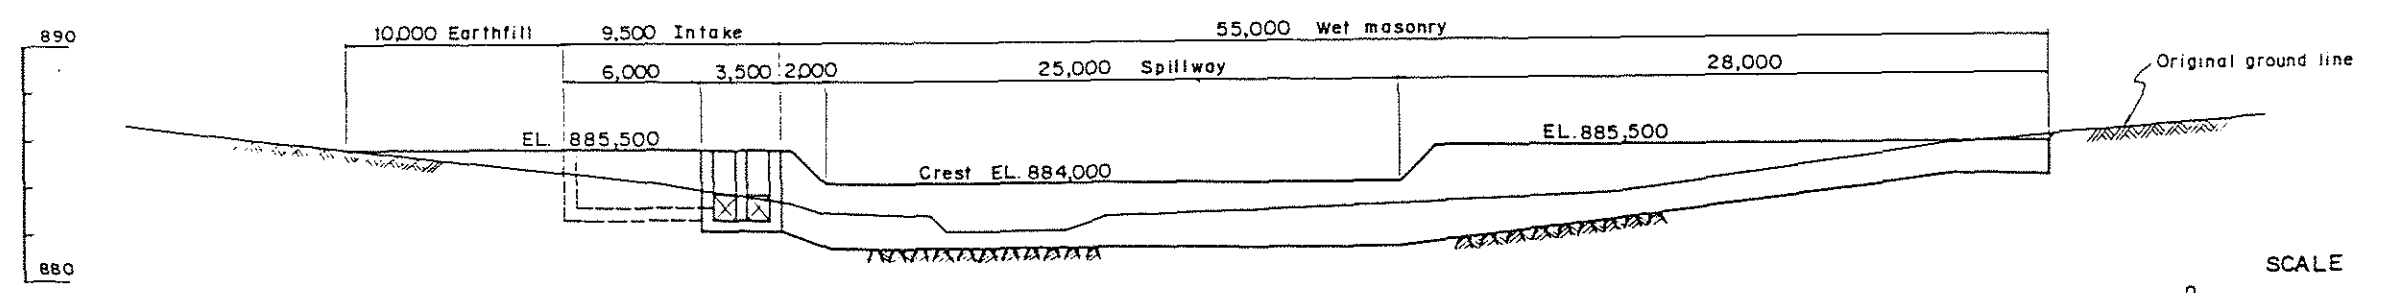 890
10,000 Earthfill 9,500 Intake 55,000 Wet masonry
6,000 3,500 2,000 25,000 Spillway 28,000
Original ground line
EL. 885,500
EL. 885,500
Crest EL. 884,000
880
SCALE